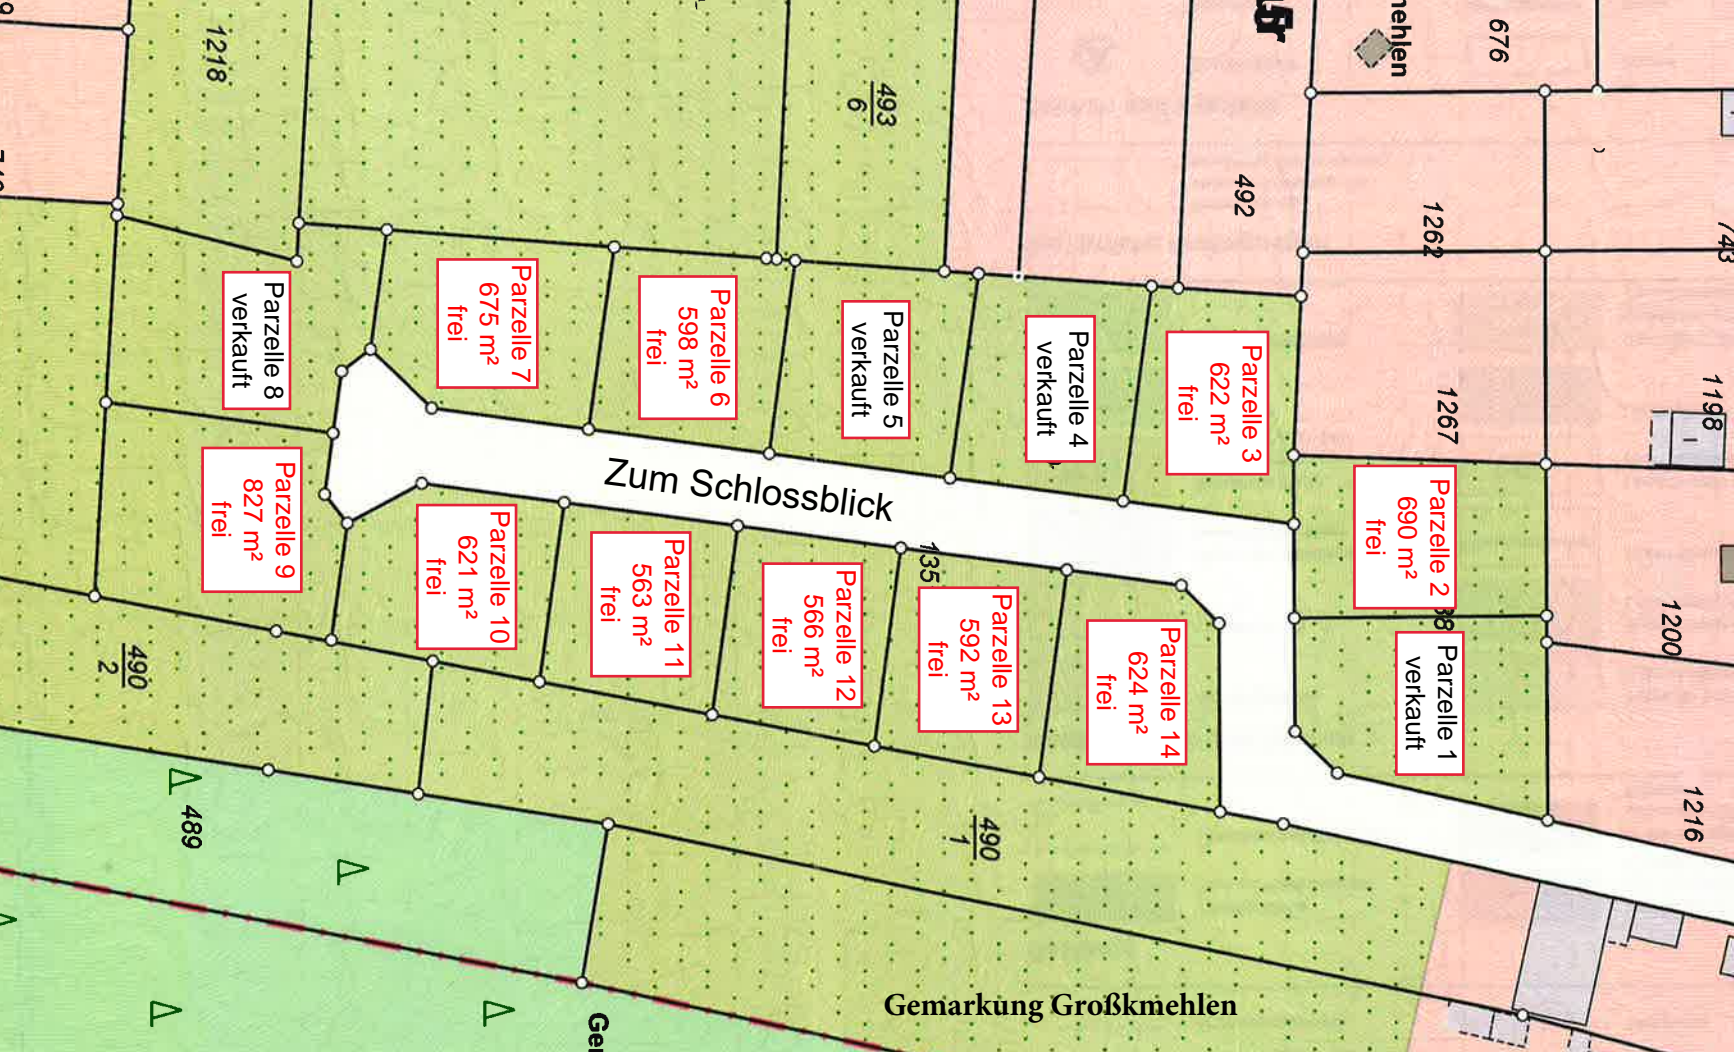 1218
493
6
492
676
1262
743
1267
1198
1200
1216
Parzelle 8
verkauft
Parzelle 7
675 m²
frei
Parzelle 6
598 m²
frei
Parzelle 5
verkauft
Parzelle 4
verkauft
Parzelle 3
622 m²
frei
Parzelle 2
690 m²
frei
Parzelle 1
verkauft
Zum Schlossblick
135
Parzelle 9
827 m²
frei
Parzelle 10
621 m²
frei
Parzelle 11
563 m²
frei
Parzelle 12
566 m²
frei
Parzelle 13
592 m²
frei
Parzelle 14
624 m²
frei
490
2
490
1
489
Gemarkung Großkmehlen